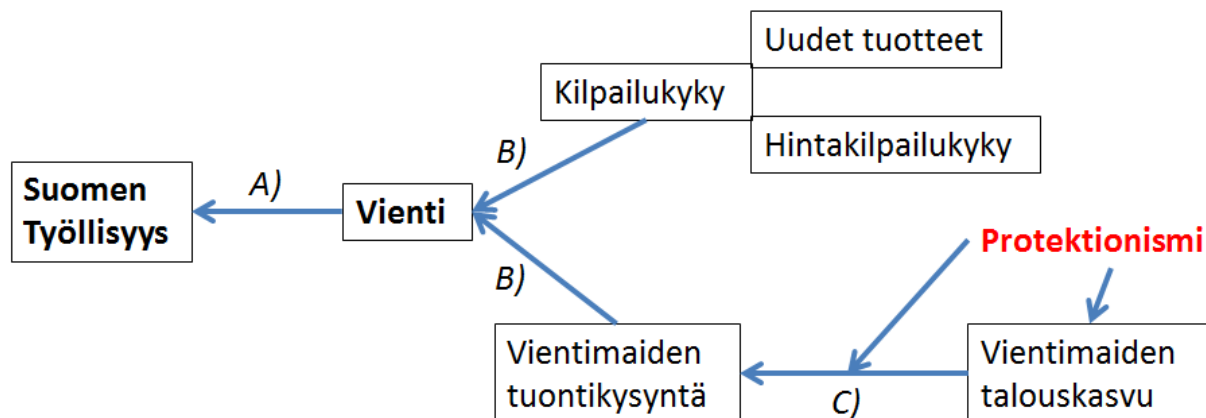 Uudet tuotteet
Kilpailukyky
Hintakilpailukyky
B)
A)
Suomen
Työllisyys
Vienti
Protektionismi
B)
Vientimaiden
tuontikysyntä
C)
Vientimaiden
talouskasvu